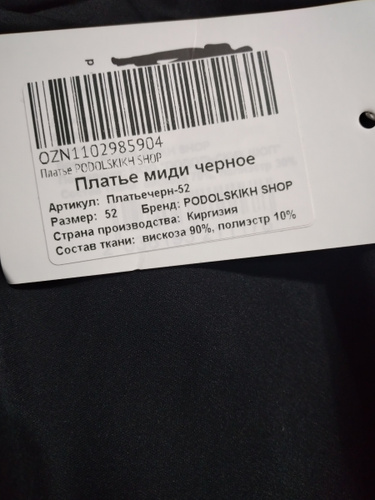 P
OZN1102985904
Платье PODOLSKIKH SHOP
Платье миди черное
Артикул: Платьечерн-52
Размер: 52 Бренд: PODOLSKIKH SHOP
Страна производства: Киргизия
Состав ткани: вискоза 90%, полиэстр 10%